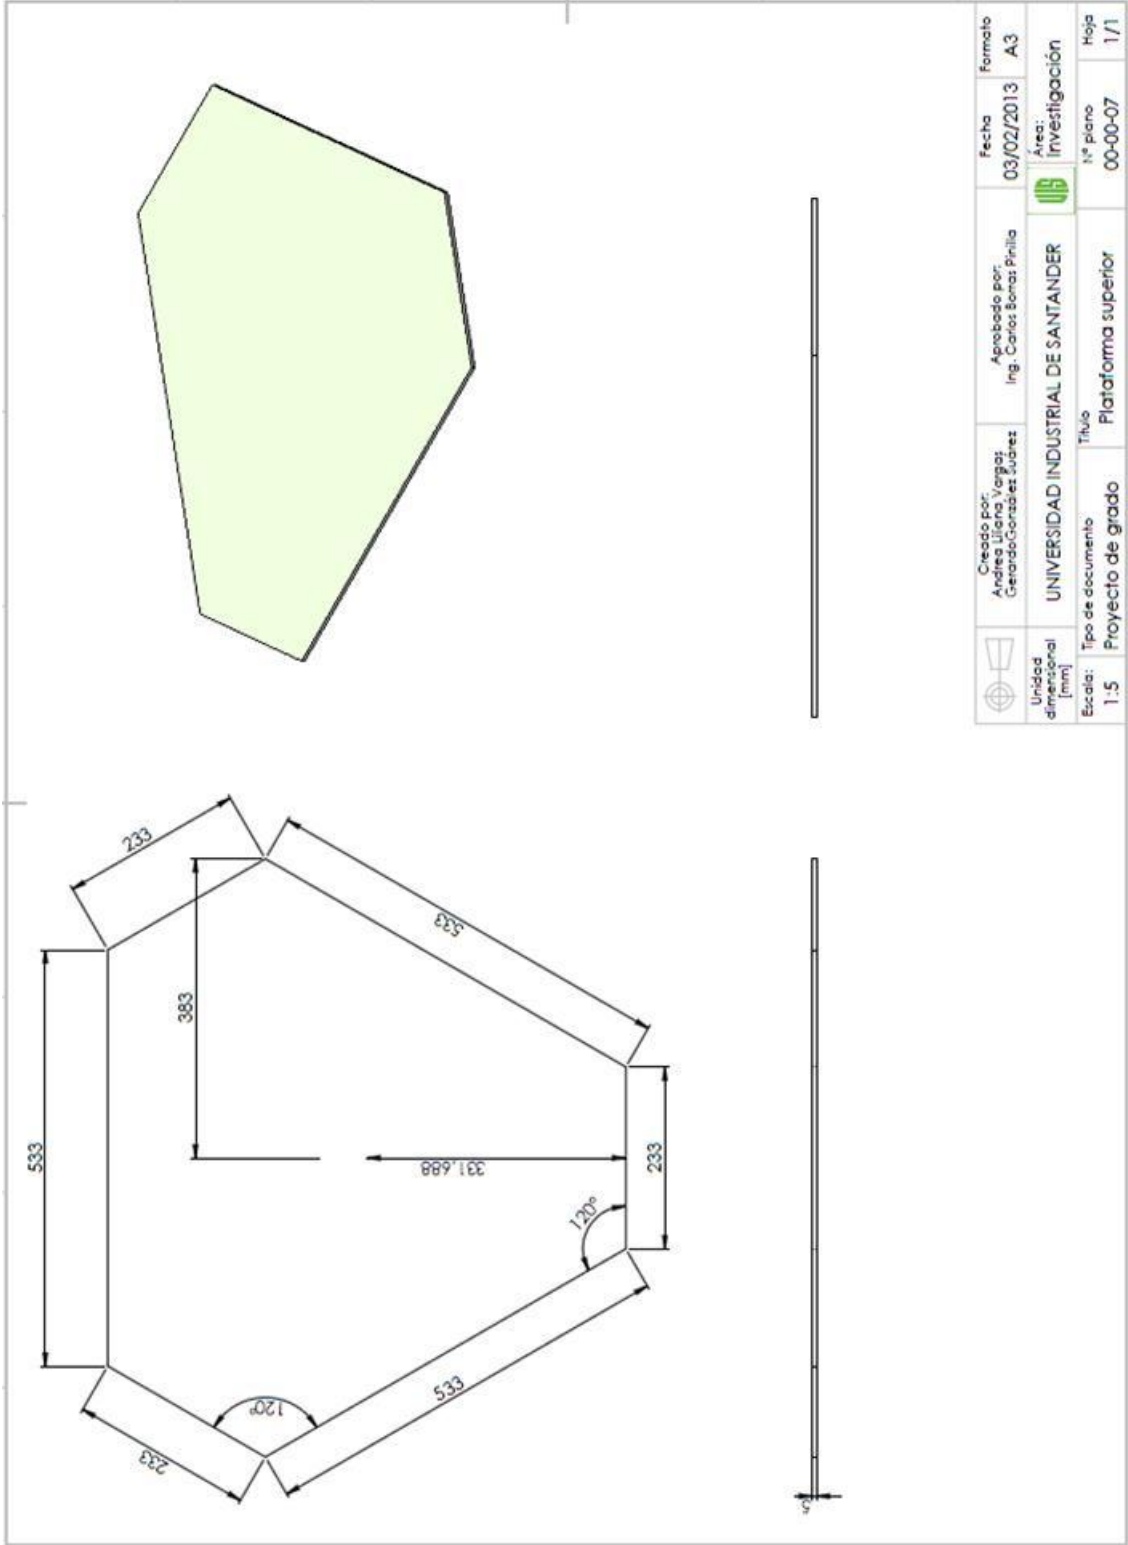 233
533
383
533
331.688
233
120°
533
120°
233
5
Creado por:
Andrea Liliana Vargas
Gerardo González Suárez
Aprobado por:
Ing. Carlos Borras Pinilla
Fecha
03/02/2013
Formato
A3
Unidad
dimensional
[mm]
UNIVERSIDAD INDUSTRIAL DE SANTANDER
UIS
Área:
Investigación
Escala:
1:5
Tipo de documento
Proyecto de grado
Título
Plataforma superior
Nº plano
00-00-07
Hoja
1/1